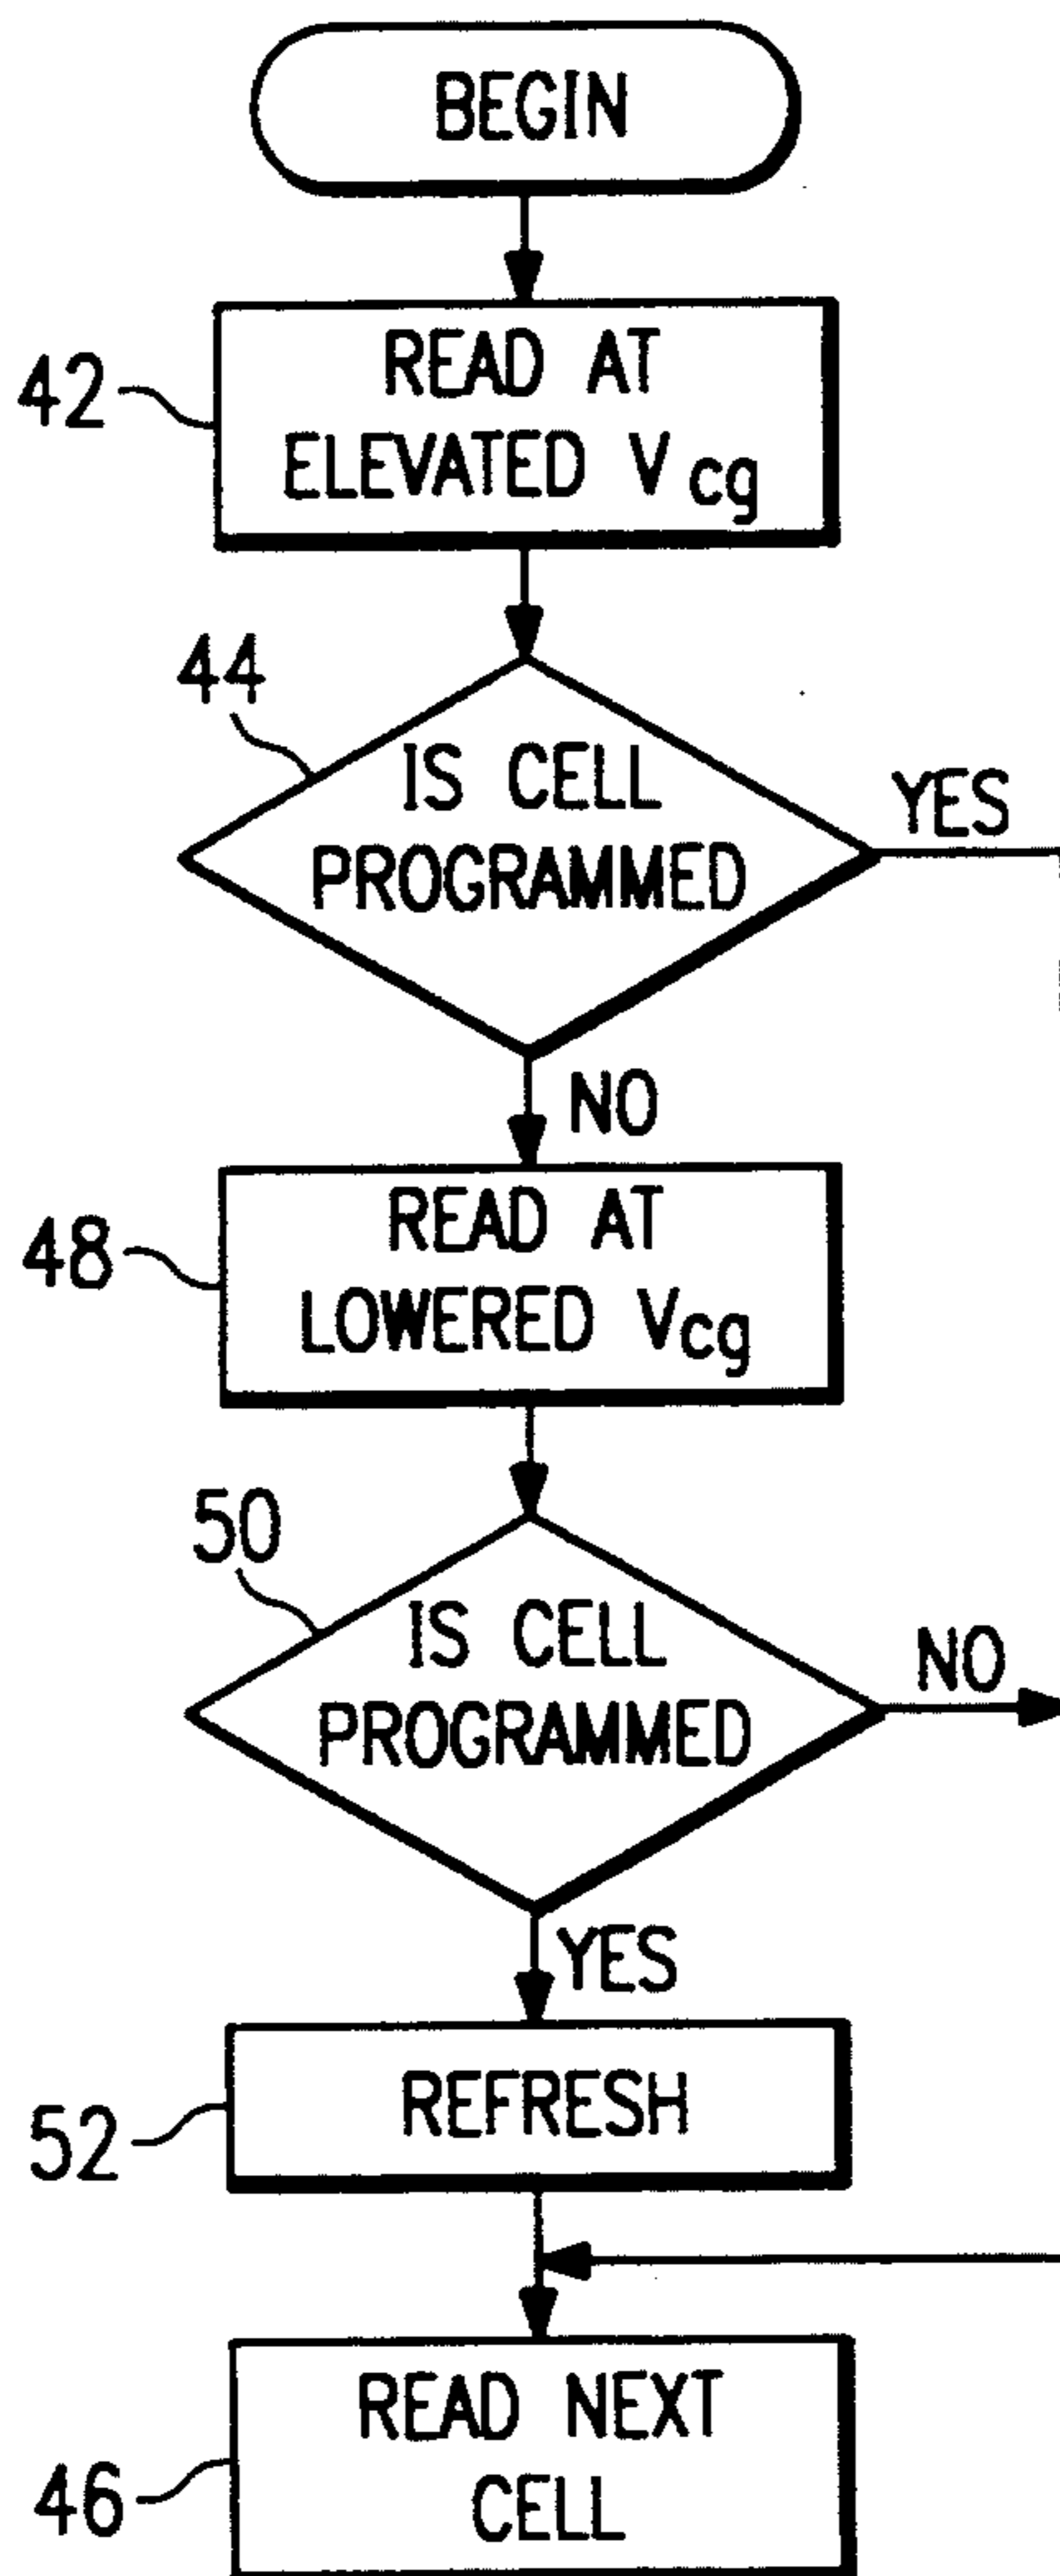 BEGIN
42
READ AT
ELEVATED Vcg
44
IS CELL
PROGRAMMED
YES
NO
48
READ AT
LOWERED Vcg
50
IS CELL
PROGRAMMED
NO
YES
52
REFRESH
46
READ NEXT
CELL